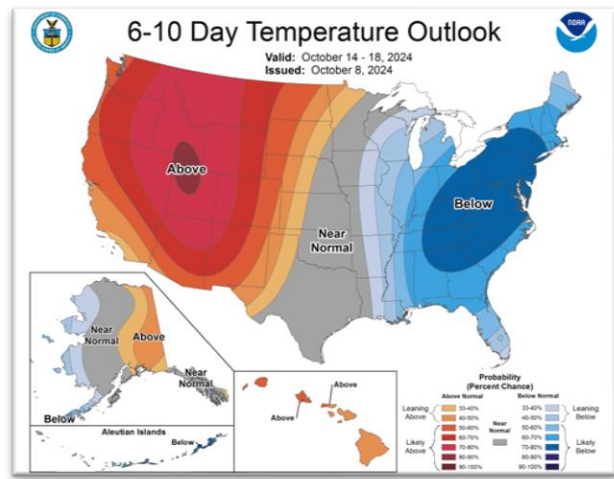 6-10 Day Temperature Outlook
Valid: October 14 - 18, 2024
Issued: October 8, 2024
NOAA
Above
Near
Normal
Below
Near
Normal
Above
Near
Normal
Below
Aleutian Islands
Below
Above
Above
Probability
(Percent Chance)
Above Normal
Below Normal
Leaning
Above
33-40%
40-50%
Near
Normal
33-40%
40-50%
Leaning
Below
Likely
Above
50-60%
60-70%
70-80%
80-90%
90-100%
50-60%
60-70%
70-80%
80-90%
90-100%
Likely
Below